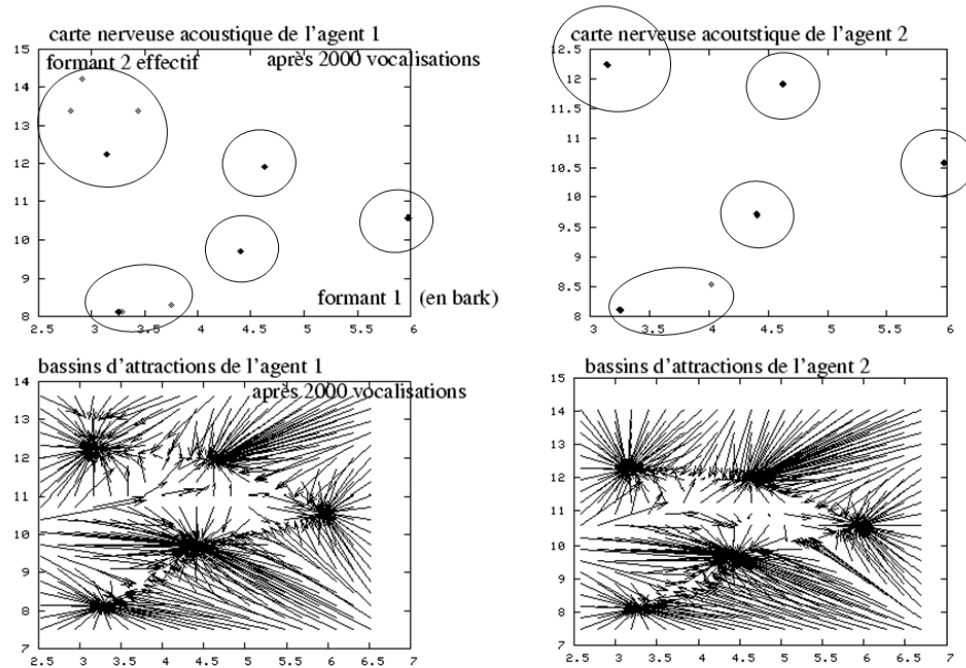 carte nerveuse acoustique de l'agent 1
formant 2 effectif
après 2000 vocalisations
15
14
13
12
11
10
9
8
2.5 3 3.5 4 4.5 5 5.5 6
formant 1 (en bark)
carte nerveuse acoutstique de l'agent 2
12.5
12
11.5
11
10.5
10
9.5
9
8.5
8
3 3.5 4 4.5 5 5.5 6
bassins d'attractions de l'agent 1
après 2000 vocalisations
14
13
12
11
10
9
8
7
2.5 3 3.5 4 4.5 5 5.5 6 6.5 7
bassins d'attractions de l'agent 2
15
14
13
12
11
10
9
8
7
2.5 3 3.5 4 4.5 5 5.5 6 6.5 7